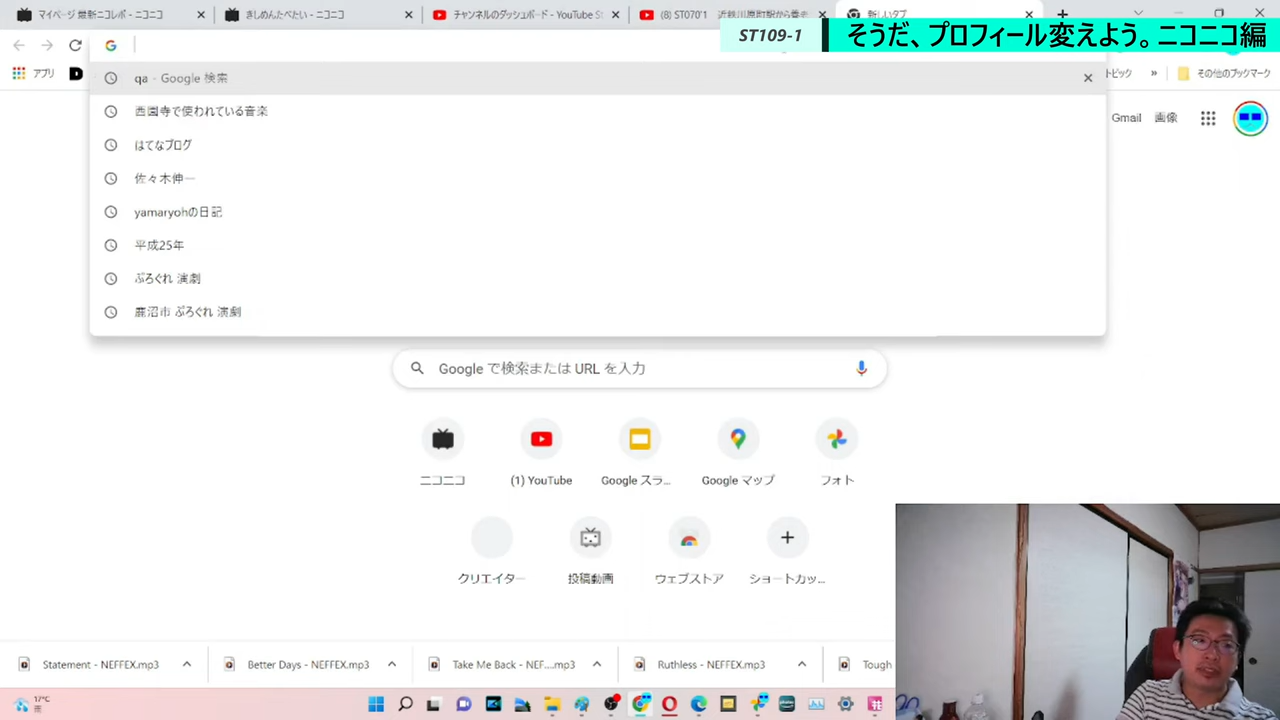 マイページ 最新ニコレポ - ニコニコ
きしめんたべたい - ニコニコ
チャンネルのダッシュボード - YouTube St
(8) ST070'1
新しいタブ
ST109-1
そうだ、プロフィール変えよう。ニコニコ編
アプリ
qa - Google 検索
トピック
»
その他のブックマーク
西園寺で使われている音楽
Gmail
画像
はてなブログ
佐々木伸一
yamaryohの日記
平成25年
ぷろぐれ 演劇
鹿沼市 ぷろぐれ 演劇
Google で検索または URL を入力
ニコニコ
(1) YouTube
Google スラ...
Google マップ
フォト
クリエイター
投稿動画
ウェブストア
ショートカッ...
Statement - NEFFEX.mp3
Better Days - NEFFEX.mp3
Take Me Back - NEF....mp3
Ruthless - NEFFEX.mp3
Tough
17℃